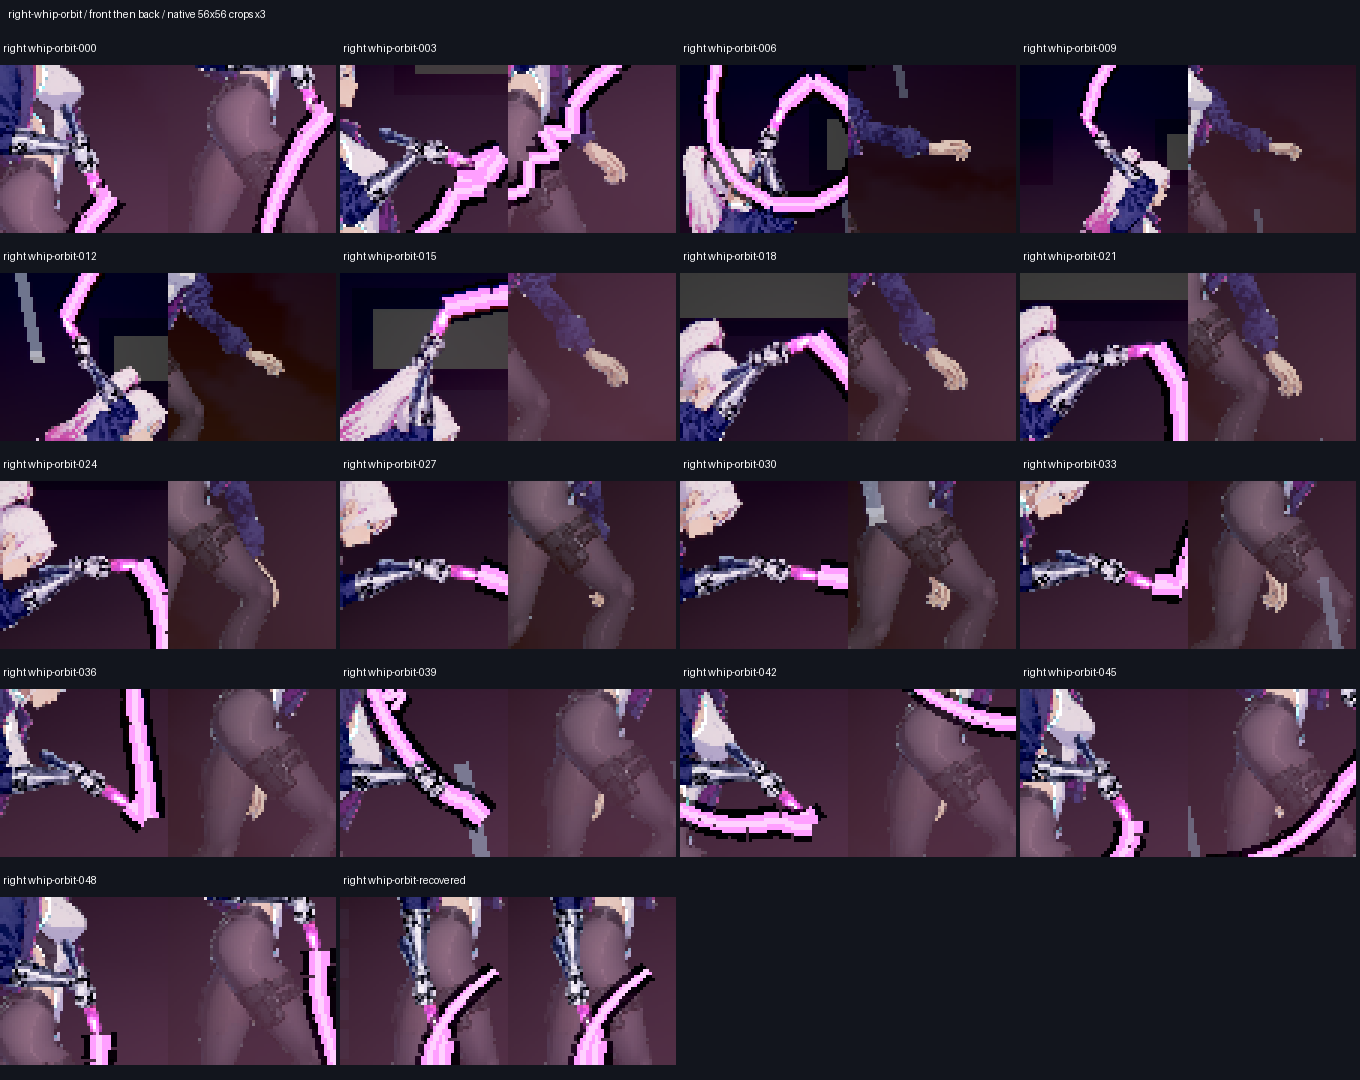 right-whip-orbit / front then back / native 56x56 crops x3
right whip-orbit-000
right whip-orbit-003
right whip-orbit-006
right whip-orbit-009
right whip-orbit-012
right whip-orbit-015
right whip-orbit-018
right whip-orbit-021
right whip-orbit-024
right whip-orbit-027
right whip-orbit-030
right whip-orbit-033
right whip-orbit-036
right whip-orbit-039
right whip-orbit-042
right whip-orbit-045
right whip-orbit-048
right whip-orbit-recovered